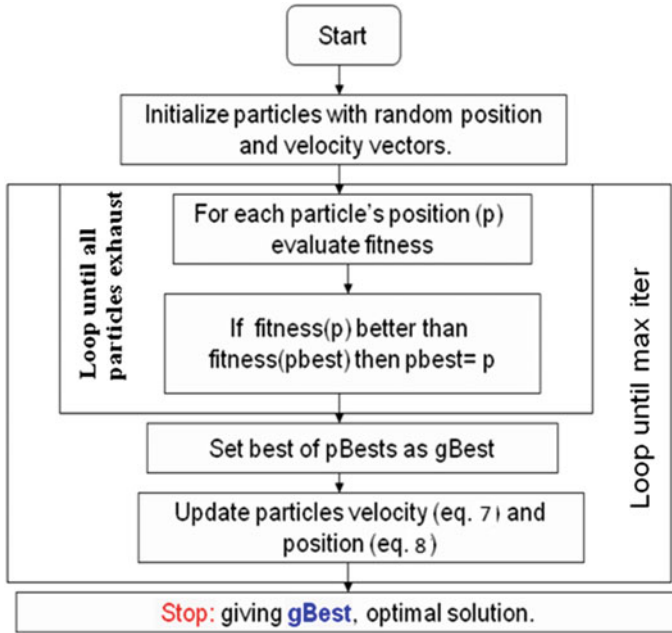 Start
Initialize particles with random position
and velocity vectors.
Loop until all
particles exhaust
For each particle's position (p)
evaluate fitness
If fitness(p) better than
fitness(pbest) then pbest= p
Loop until max iter
Set best of pBests as gBest
Update particles velocity (eq. 7) and
position (eq. 8)
Stop: giving gBest, optimal solution.